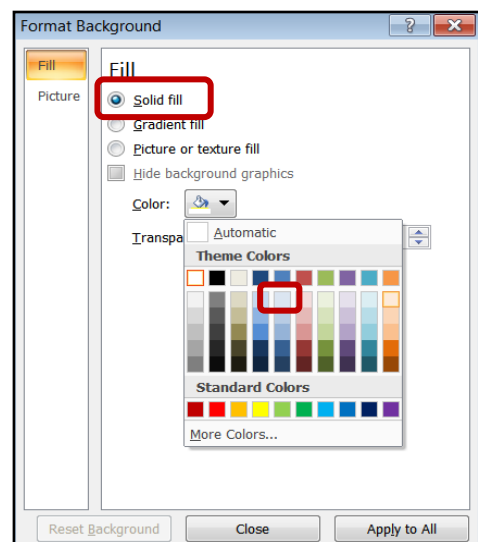 Format Background
?
Fill
Picture
Fill
Solid fill
Gradient fill
Picture or texture fill
Hide background graphics
Color:
Transpa
Automatic
Theme Colors
Standard Colors
More Colors...
Reset Background
Close
Apply to All